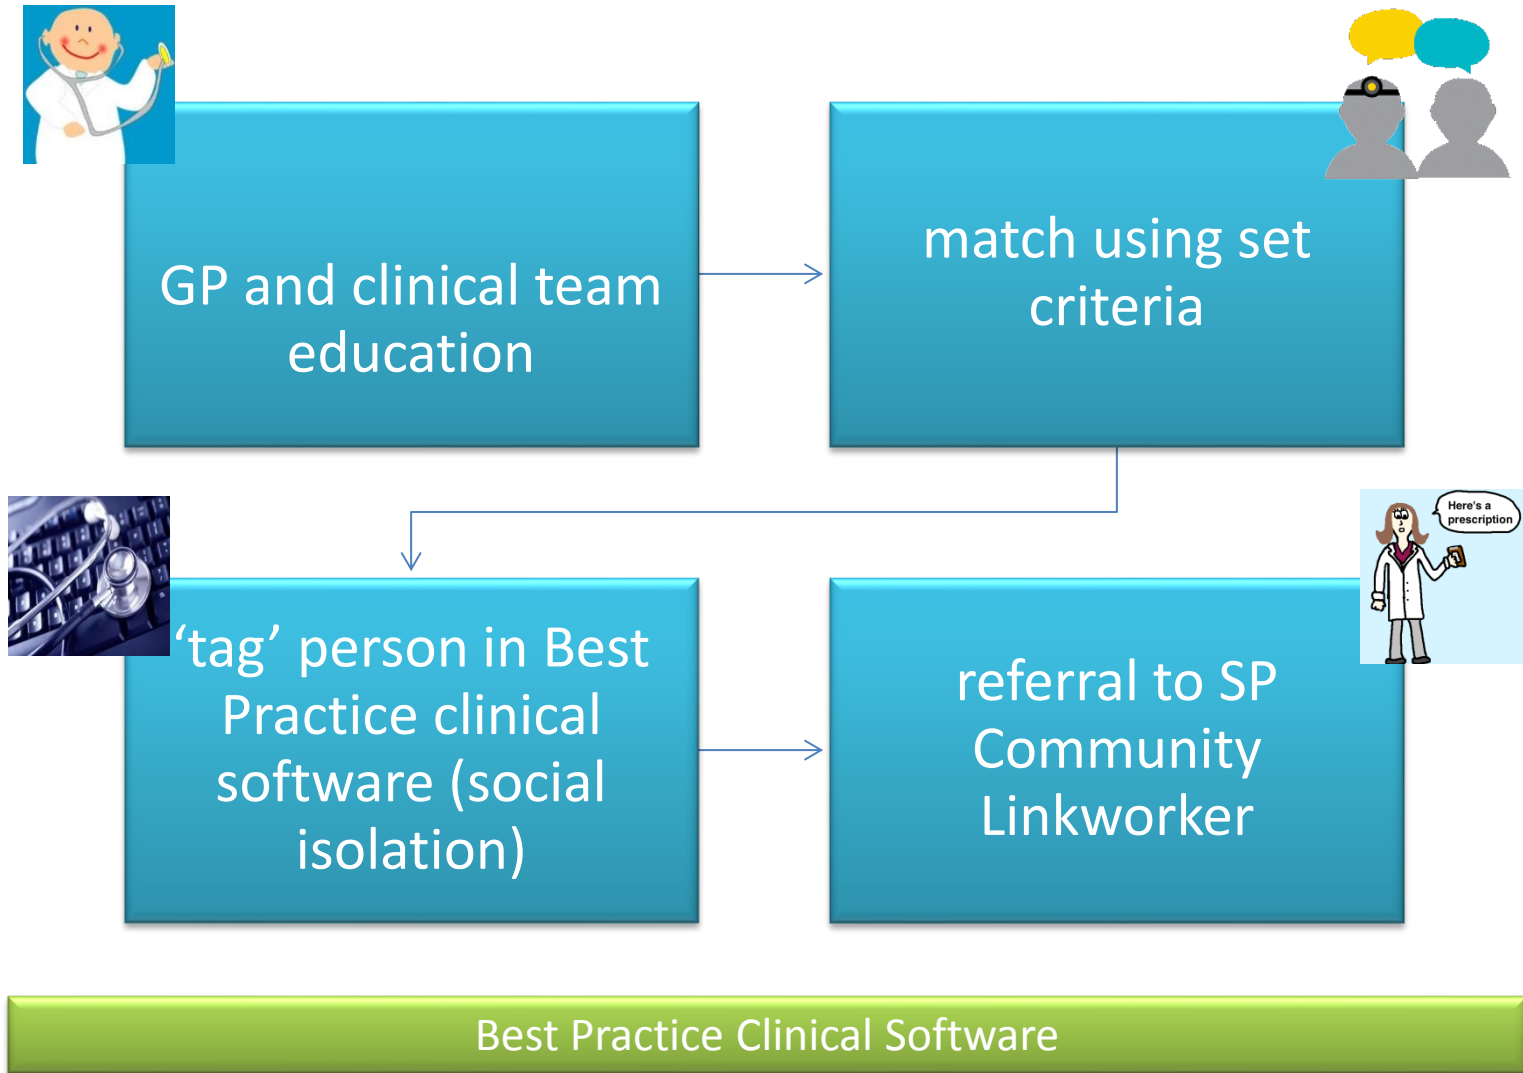 GP and clinical team
education
match using set
criteria
‘tag’ person in Best
Practice clinical
software (social
isolation)
Here's a
prescription
referral to SP
Community
Linkworker
Best Practice Clinical Software